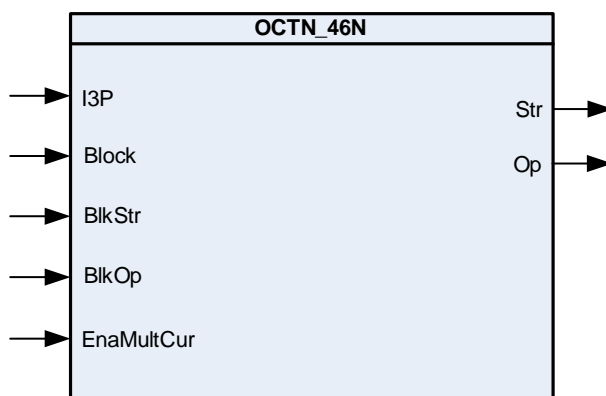 OCTN_46N
I3P
Block
BlkStr
BlkOp
EnaMultCur
Str
Op